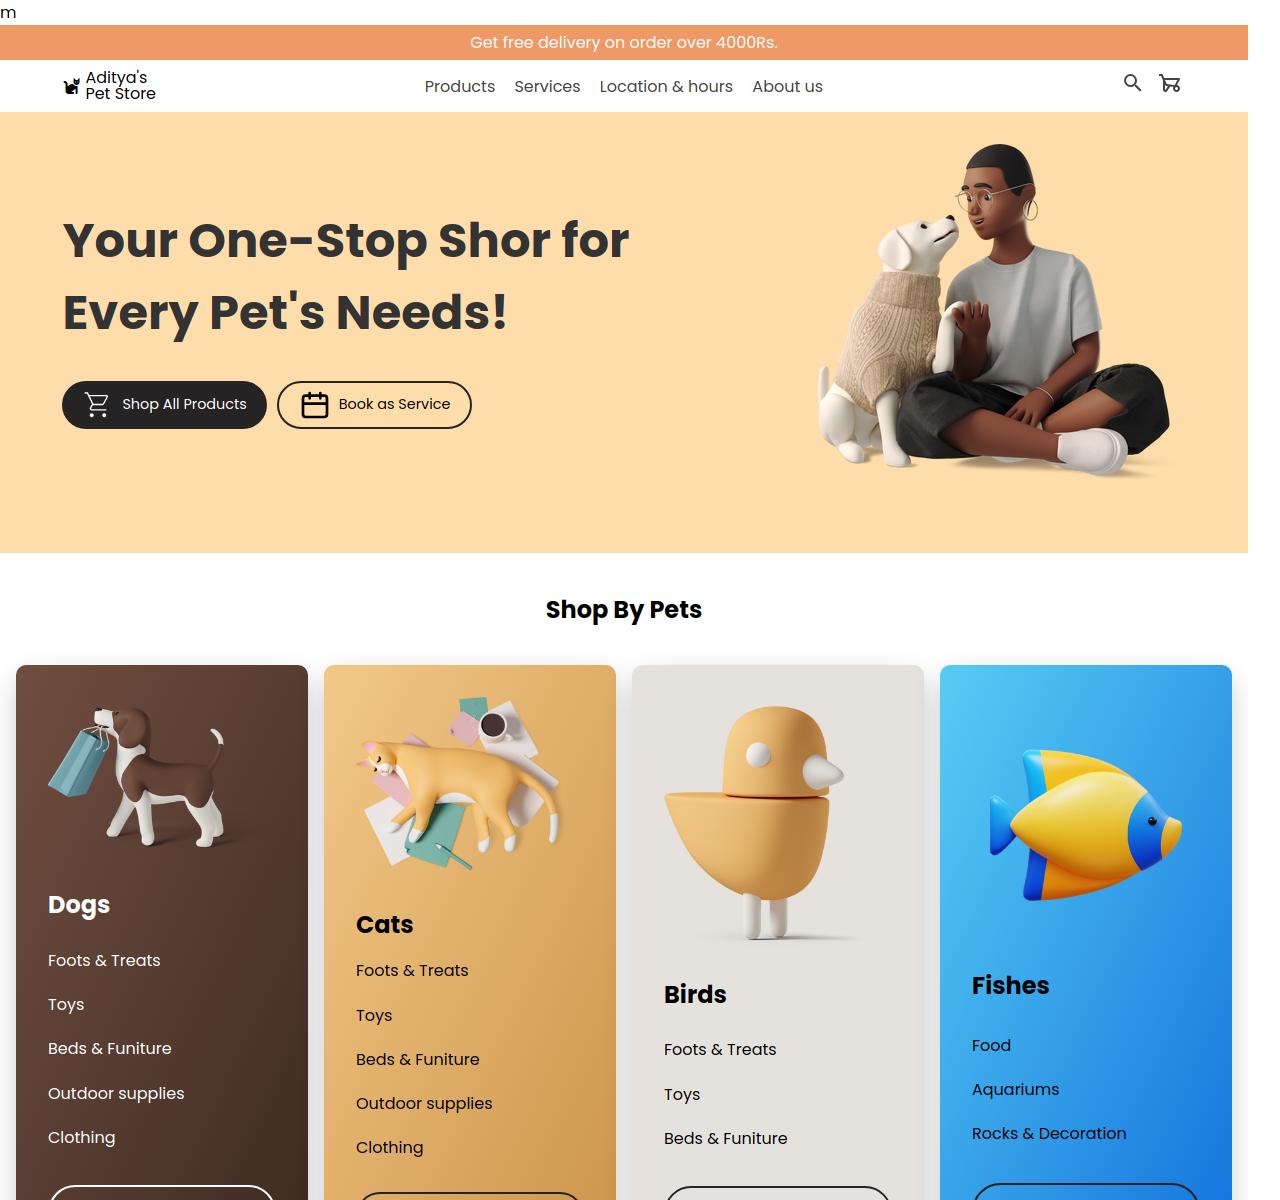 m
Get free delivery on order over 4000Rs.
Aditya's
Pet Store
Products Services Location & hours About us
Your One-Stop Shor for
Every Pet's Needs!
Shop All Products
Book as Service
Shop By Pets
Dogs
Foots & Treats
Toys
Beds & Funiture
Outdoor supplies
Clothing
Cats
Foots & Treats
Toys
Beds & Funiture
Outdoor supplies
Clothing
Birds
Foots & Treats
Toys
Beds & Funiture
Fishes
Food
Aquariums
Rocks & Decoration